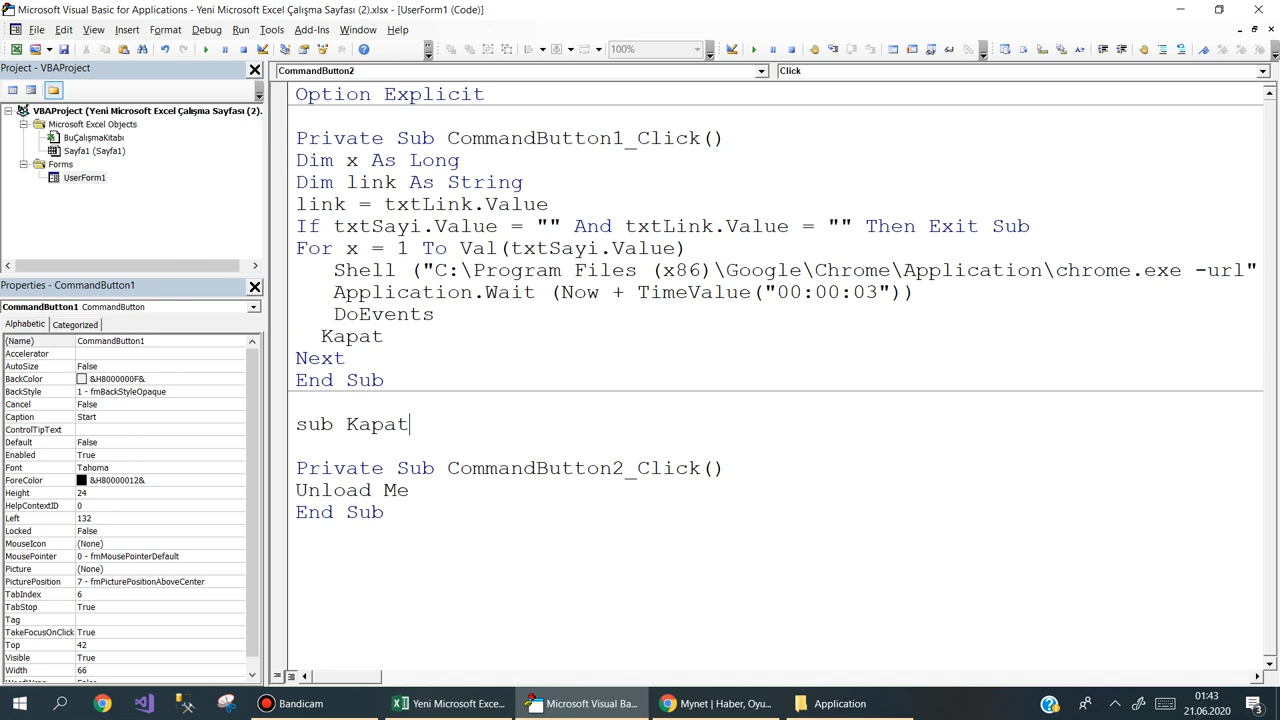 Microsoft Visual Basic for Applications - Yeni Microsoft Excel Çalışma Sayfası (2).xlsx - [UserForm1 (Code)]
File Edit View Insert Format Debug Run Tools Add-Ins Window Help
100%
Project - VBAProject
VBAProject (Yeni Microsoft Excel Çalışma Sayfası (2).
Microsoft Excel Objects
BuÇalışmaKitabı
Sayfa1 (Sayfa1)
Forms
UserForm1
Properties - CommandButton1
CommandButton1 CommandButton
Alphabetic Categorized
(Name) CommandButton1
Accelerator
AutoSize False
BackColor &H8000000F&
BackStyle 1 - fmBackStyleOpaque
Cancel False
Caption Start
ControlTipText
Default False
Enabled True
Font Tahoma
ForeColor &H80000012&
Height 24
HelpContextID 0
Left 132
Locked False
MouseIcon (None)
MousePointer 0 - fmMousePointerDefault
Picture (None)
PicturePosition 7 - fmPicturePositionAboveCenter
TabIndex 6
TabStop True
Tag
TakeFocusOnClick True
Top 42
Visible True
Width 66
CommandButton2 Click
Option Explicit
Private Sub CommandButton1_Click()
Dim x As Long
Dim link As String
link = txtLink.Value
If txtSayi.Value = "" And txtLink.Value = "" Then Exit Sub
For x = 1 To Val(txtSayi.Value)
Shell ("C:\Program Files (x86)\Google\Chrome\Application\chrome.exe -url"
Application.Wait (Now + TimeValue("00:00:03"))
DoEvents
Kapat
Next
End Sub
sub Kapat
Private Sub CommandButton2_Click()
Unload Me
End Sub
Bandicam
Yeni Microsoft Exce...
Microsoft Visual Ba...
Mynet | Haber, Oyu...
Application
01:43
21.06.2020
3